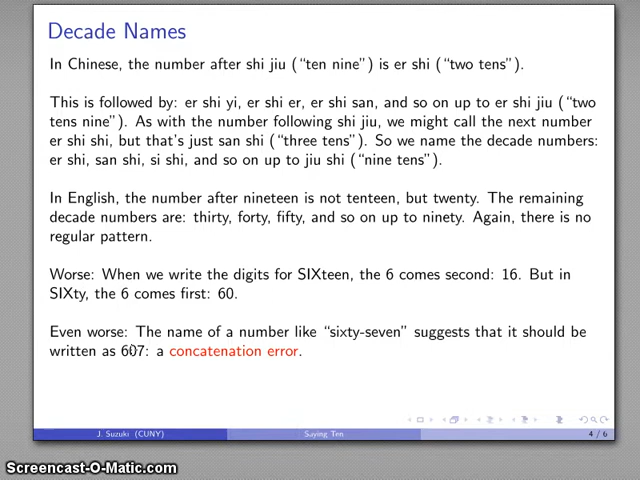 Decade Names
In Chinese, the number after shi jiu (“ten nine”) is er shi (“two tens”).
This is followed by: er shi yi, er shi er, er shi san, and so on up to er shi jiu (“two
tens nine”). As with the number following shi jiu, we might call the next number
er shi shi, but that's just san shi (“three tens”). So we name the decade numbers:
er shi, san shi, si shi, and so on up to jiu shi (“nine tens”).
In English, the number after nineteen is not tenteen, but twenty. The remaining
decade numbers are: thirty, forty, fifty, and so on up to ninety. Again, there is no
regular pattern.
Worse: When we write the digits for SIXteen, the 6 comes second: 16. But in
SIXty, the 6 comes first: 60.
Even worse: The name of a number like “sixty-seven” suggests that it should be
written as 607: a concatenation error.
J. Suzuki (CUNY) Saying Ten 4 / 6
Screencast-O-Matic.com